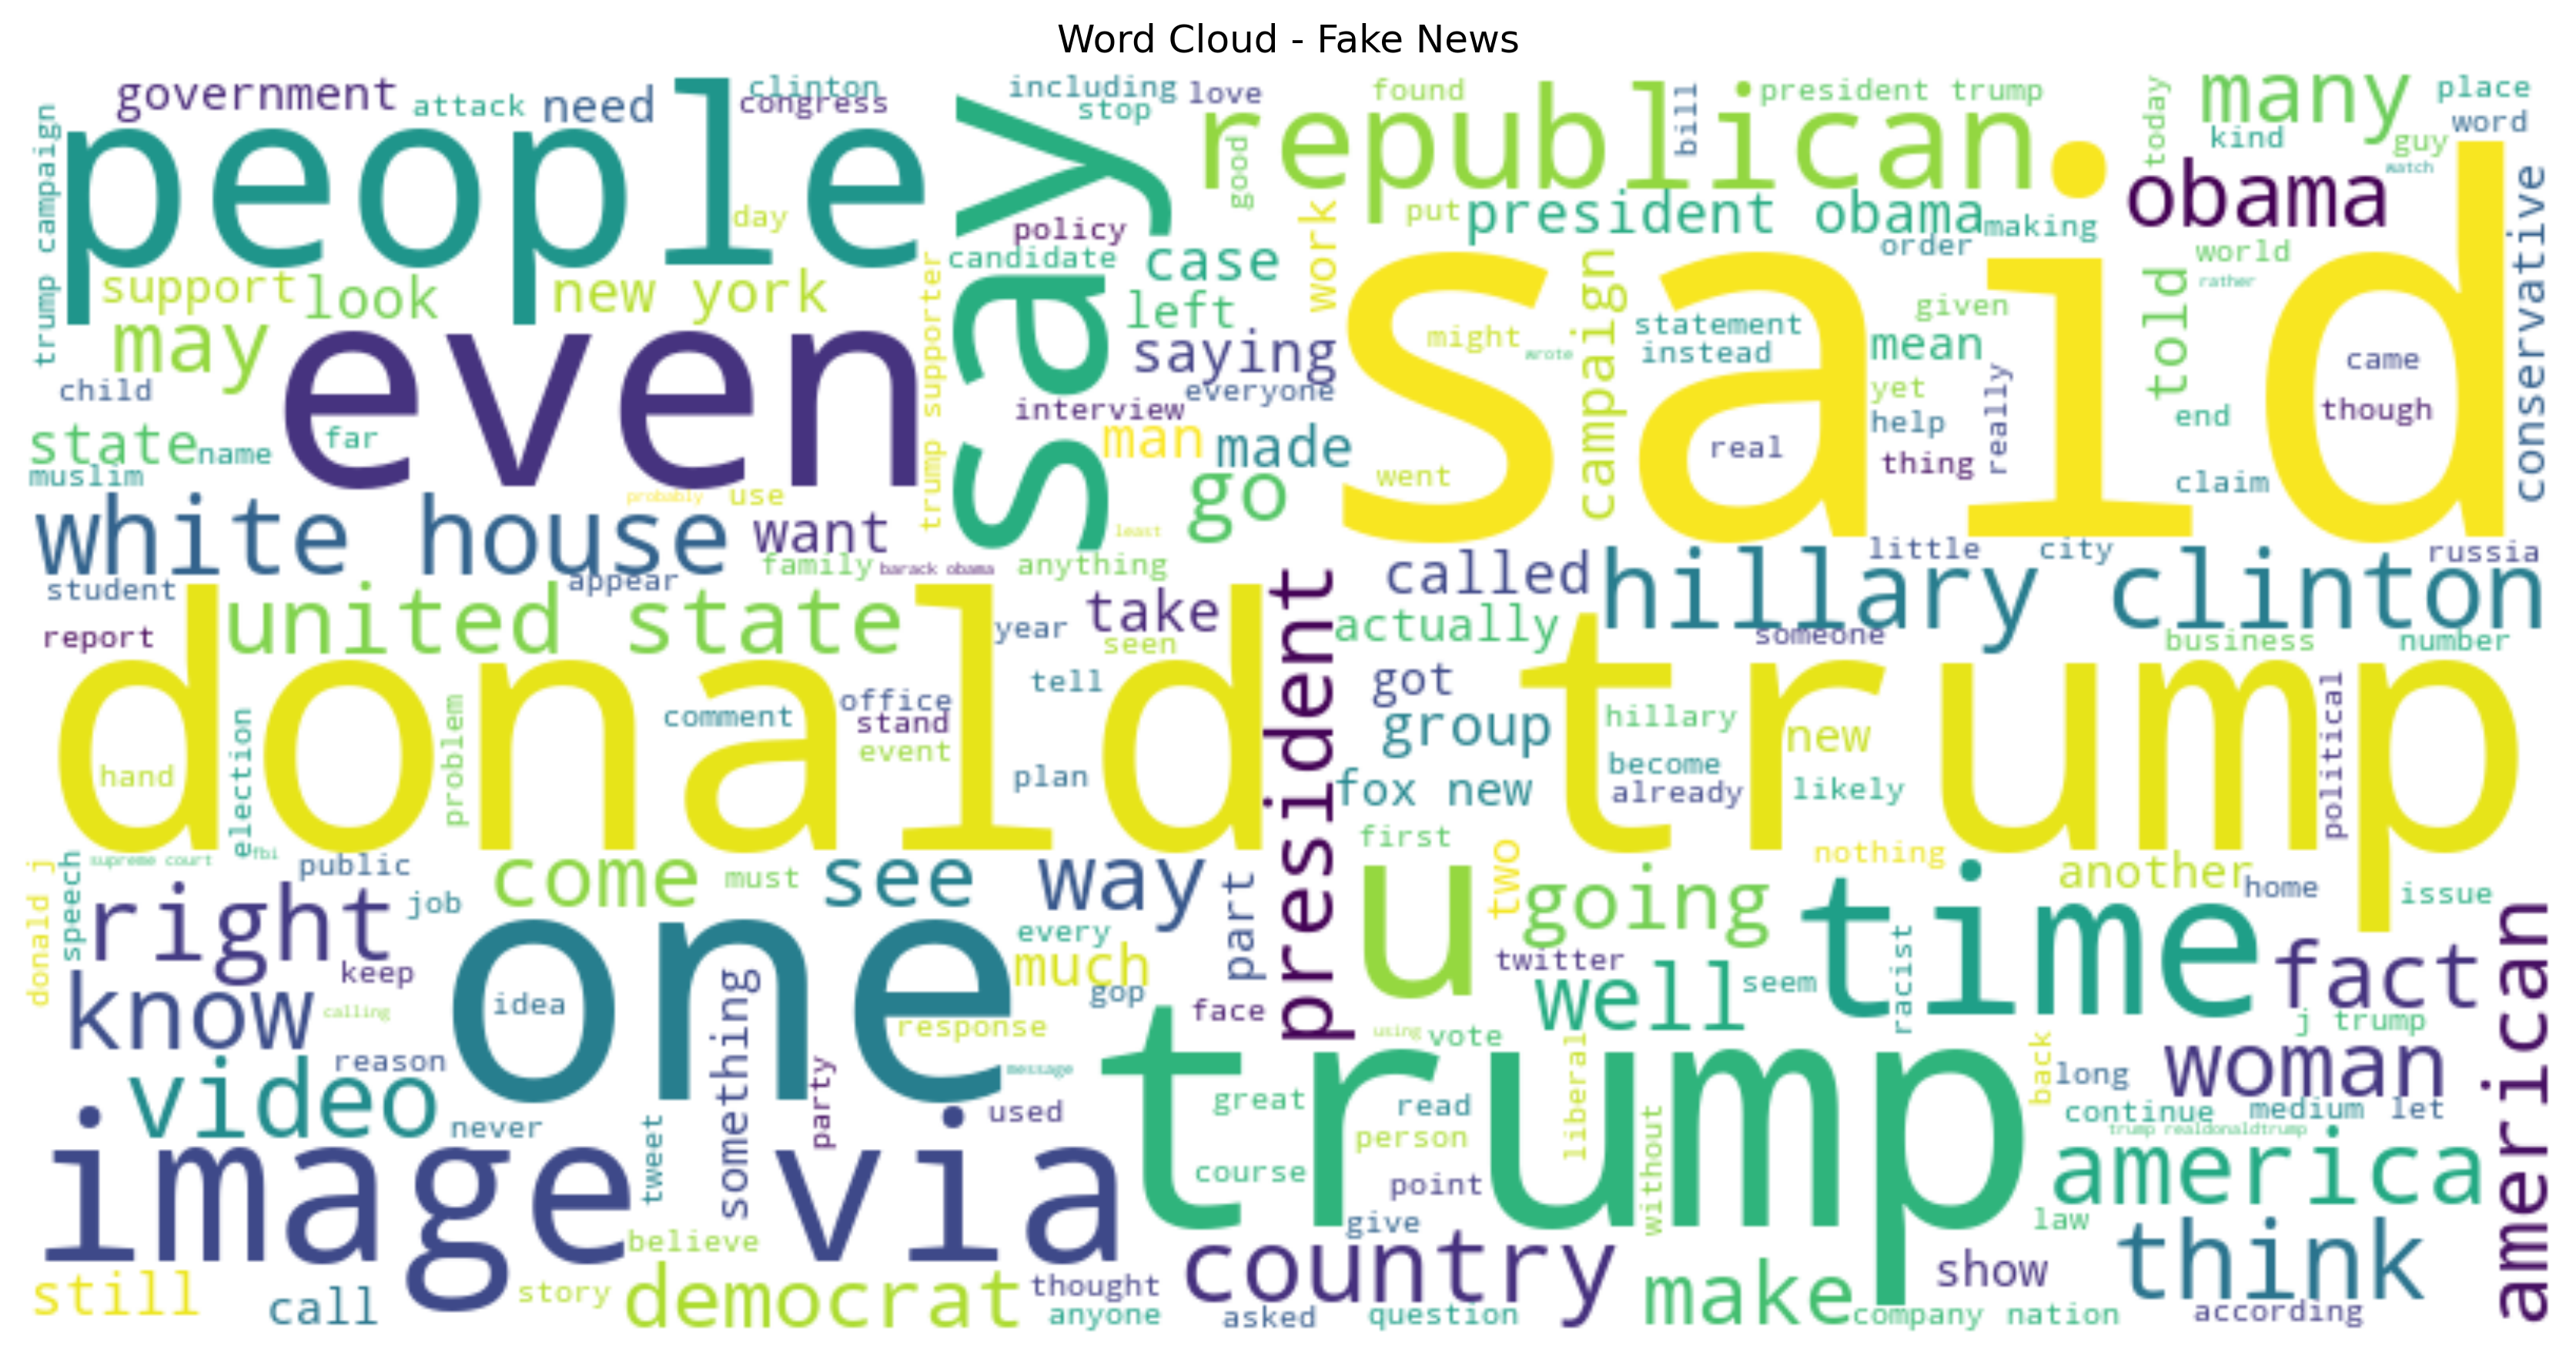 Word Cloud - Fake News
government
attack
need
clinton
congress
including
stop
love
found
bill
president trump
today
many
place
kind
word
guy
watch
trump campaign
people
day
say
policy
candidate
republican
good
put
president obama
making
order
obama
world
rather
conservative
support
look
new york
trump supporter
case
left
work
said
campaign
might
wrote
statement
instead
given
mean
told
came
may
even
saying
everyone
interview
yet
help
really
real
thing
end
though
claim
child
state
name
far
muslim
man
made
went
go
probably
use
least
white house
want
family
barack obama
anything
appear
student
called
little
city
russia
hillary clinton
united state
year
take
seen
president
actually
someone
business
number
report
donald
trump
tell
office
comment
stand
event
plan
hand
election
problem
got
group
hillary
new
become
already
likely
political
fox new
first
supreme court
fbi
public
donald j
speech
right
job
come
must
see
way
part
u
two
going
nothing
another
home
issue
time
know
keep
calling
one
idea
something
every
much
gop
response
face
twitter
well
seem
racist
fact
american
j trump
using
vote
liberal
back
long
woman
reason
message
party
video
never
used
trump
great
read
person
course
point
without
give
continue
medium
let
trump realdonaldtrump
america
law
image via
tweet
believe
still
call
story
democrat
thought
anyone
country
asked
question
make
company
nation
show
think
according